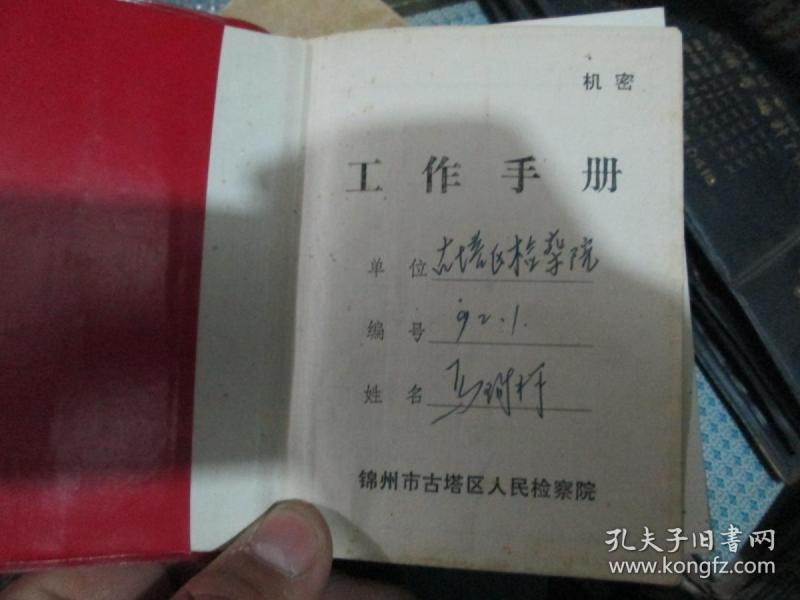 机密
工作手册
单位 古塔区检察院
编号 92.1.
姓名 马
锦州市古塔区人民检察院
孔夫子旧书网
www.kongfz.com